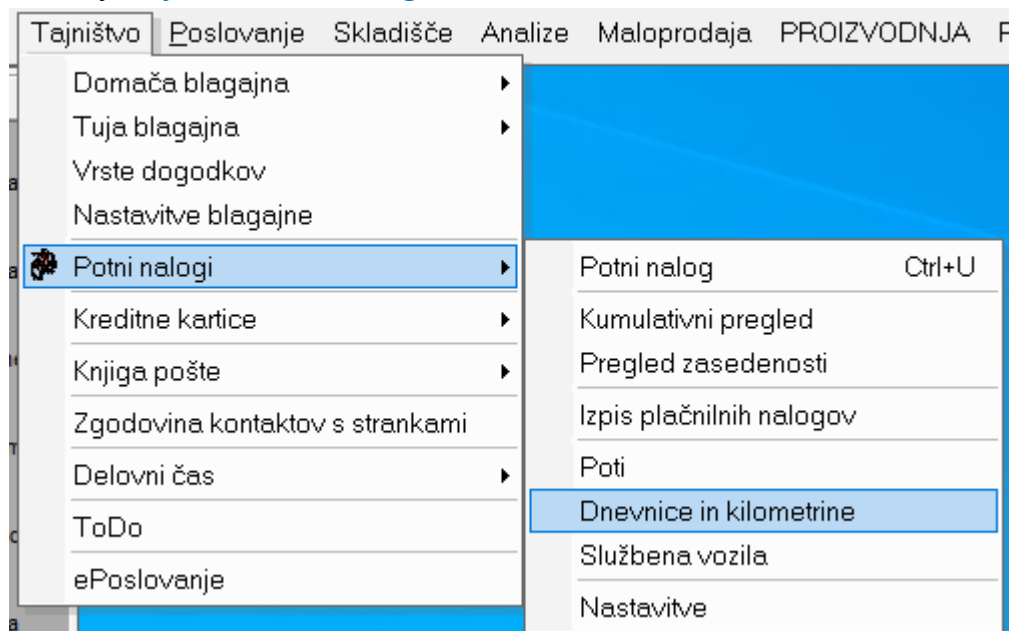 Tajništvo Poslovanje Skladišče Analize Maloprodaja PROIZVODNJA
Domača blagajna
Tuja blagajna
Vrste dogodkov
Nastavitve blagajne
Potni nalogi
Kreditne kartice
Knjiga pošte
Zgodovina kontaktov s strankami
Delovni čas
ToDo
ePoslovanje
Potni nalog Ctrl+U
Kumulativni pregled
Pregled zasedenosti
Izpis plačnilnih nalogov
Poti
Dnevnice in kilometrine
Službena vozila
Nastavitve